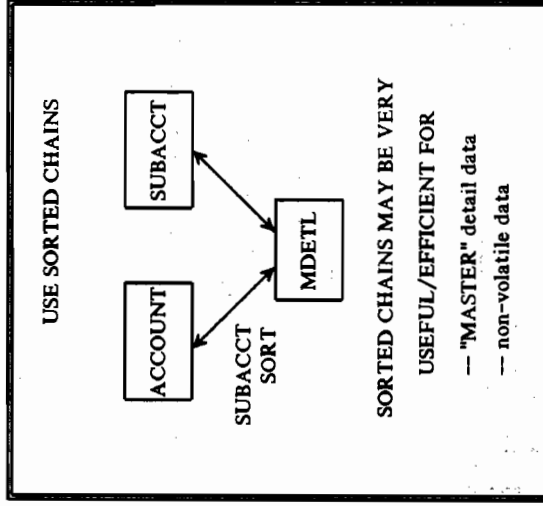 USE SORTED CHAINS
ACCOUNT
SUBACCT
SUBACCT
SORT
MDETL
SORTED CHAINS MAY BE VERY
USEFUL/EFFICIENT FOR
— "MASTER" detail data
— non-volatile data